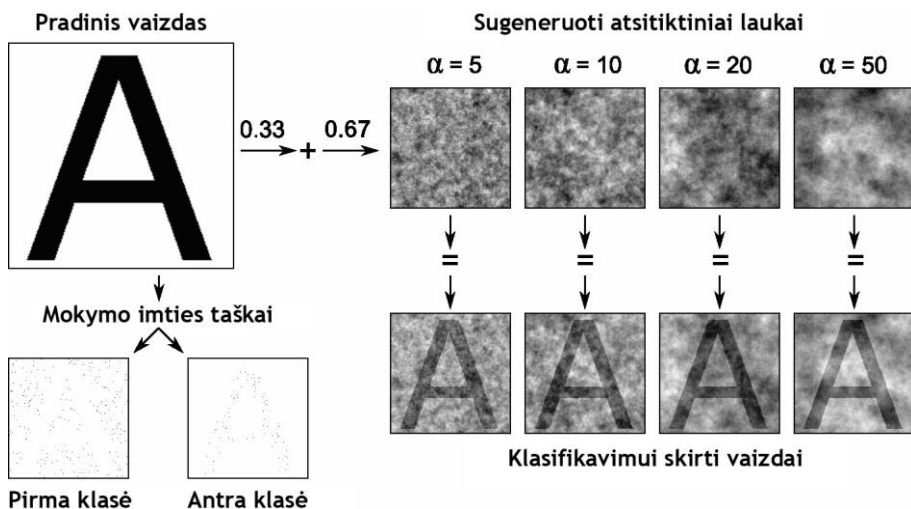 Pradinis vaizdas
Sugeneruoti atsitiktiniai laukai
α = 5 α = 10 α = 20 α = 50
A
0.33 + 0.67
= = = =
Mokymo imties taškai
A A A A
Klasifikavimui skirti vaizdai
Pirma klasė Antra klasė